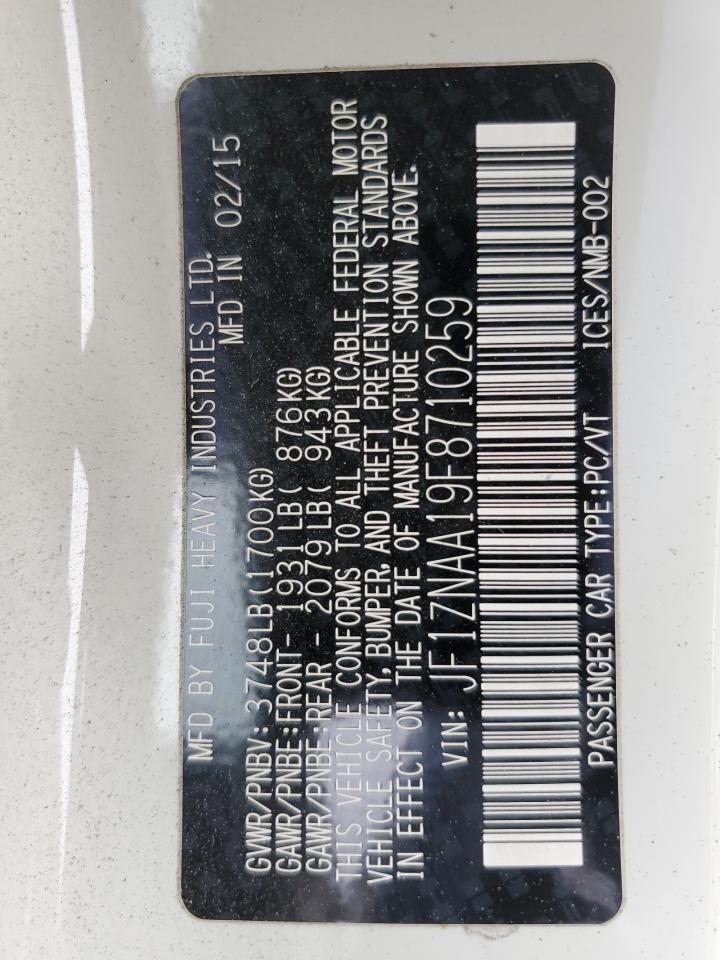 MFD BY FUJI HEAVY INDUSTRIES LTD.
MFD IN 02/15
GVWR/PNBV: 3748LB(1700KG)
GAWR/PNBE:FRONT- 1931LB( 876KG)
GAWR/PNBE:REAR - 2079LB( 943KG)
THIS VEHICLE CONFORMS TO ALL APPLICABLE FEDERAL MOTOR
VEHICLE SAFETY, BUMPER, AND THEFT PREVENTION STANDARDS
IN EFFECT ON THE DATE OF MANUFACTURE SHOWN ABOVE.
VIN: JF1ZNAA19F8710259
PASSENGER CAR TYPE:PC/VT ICES/NMB-002